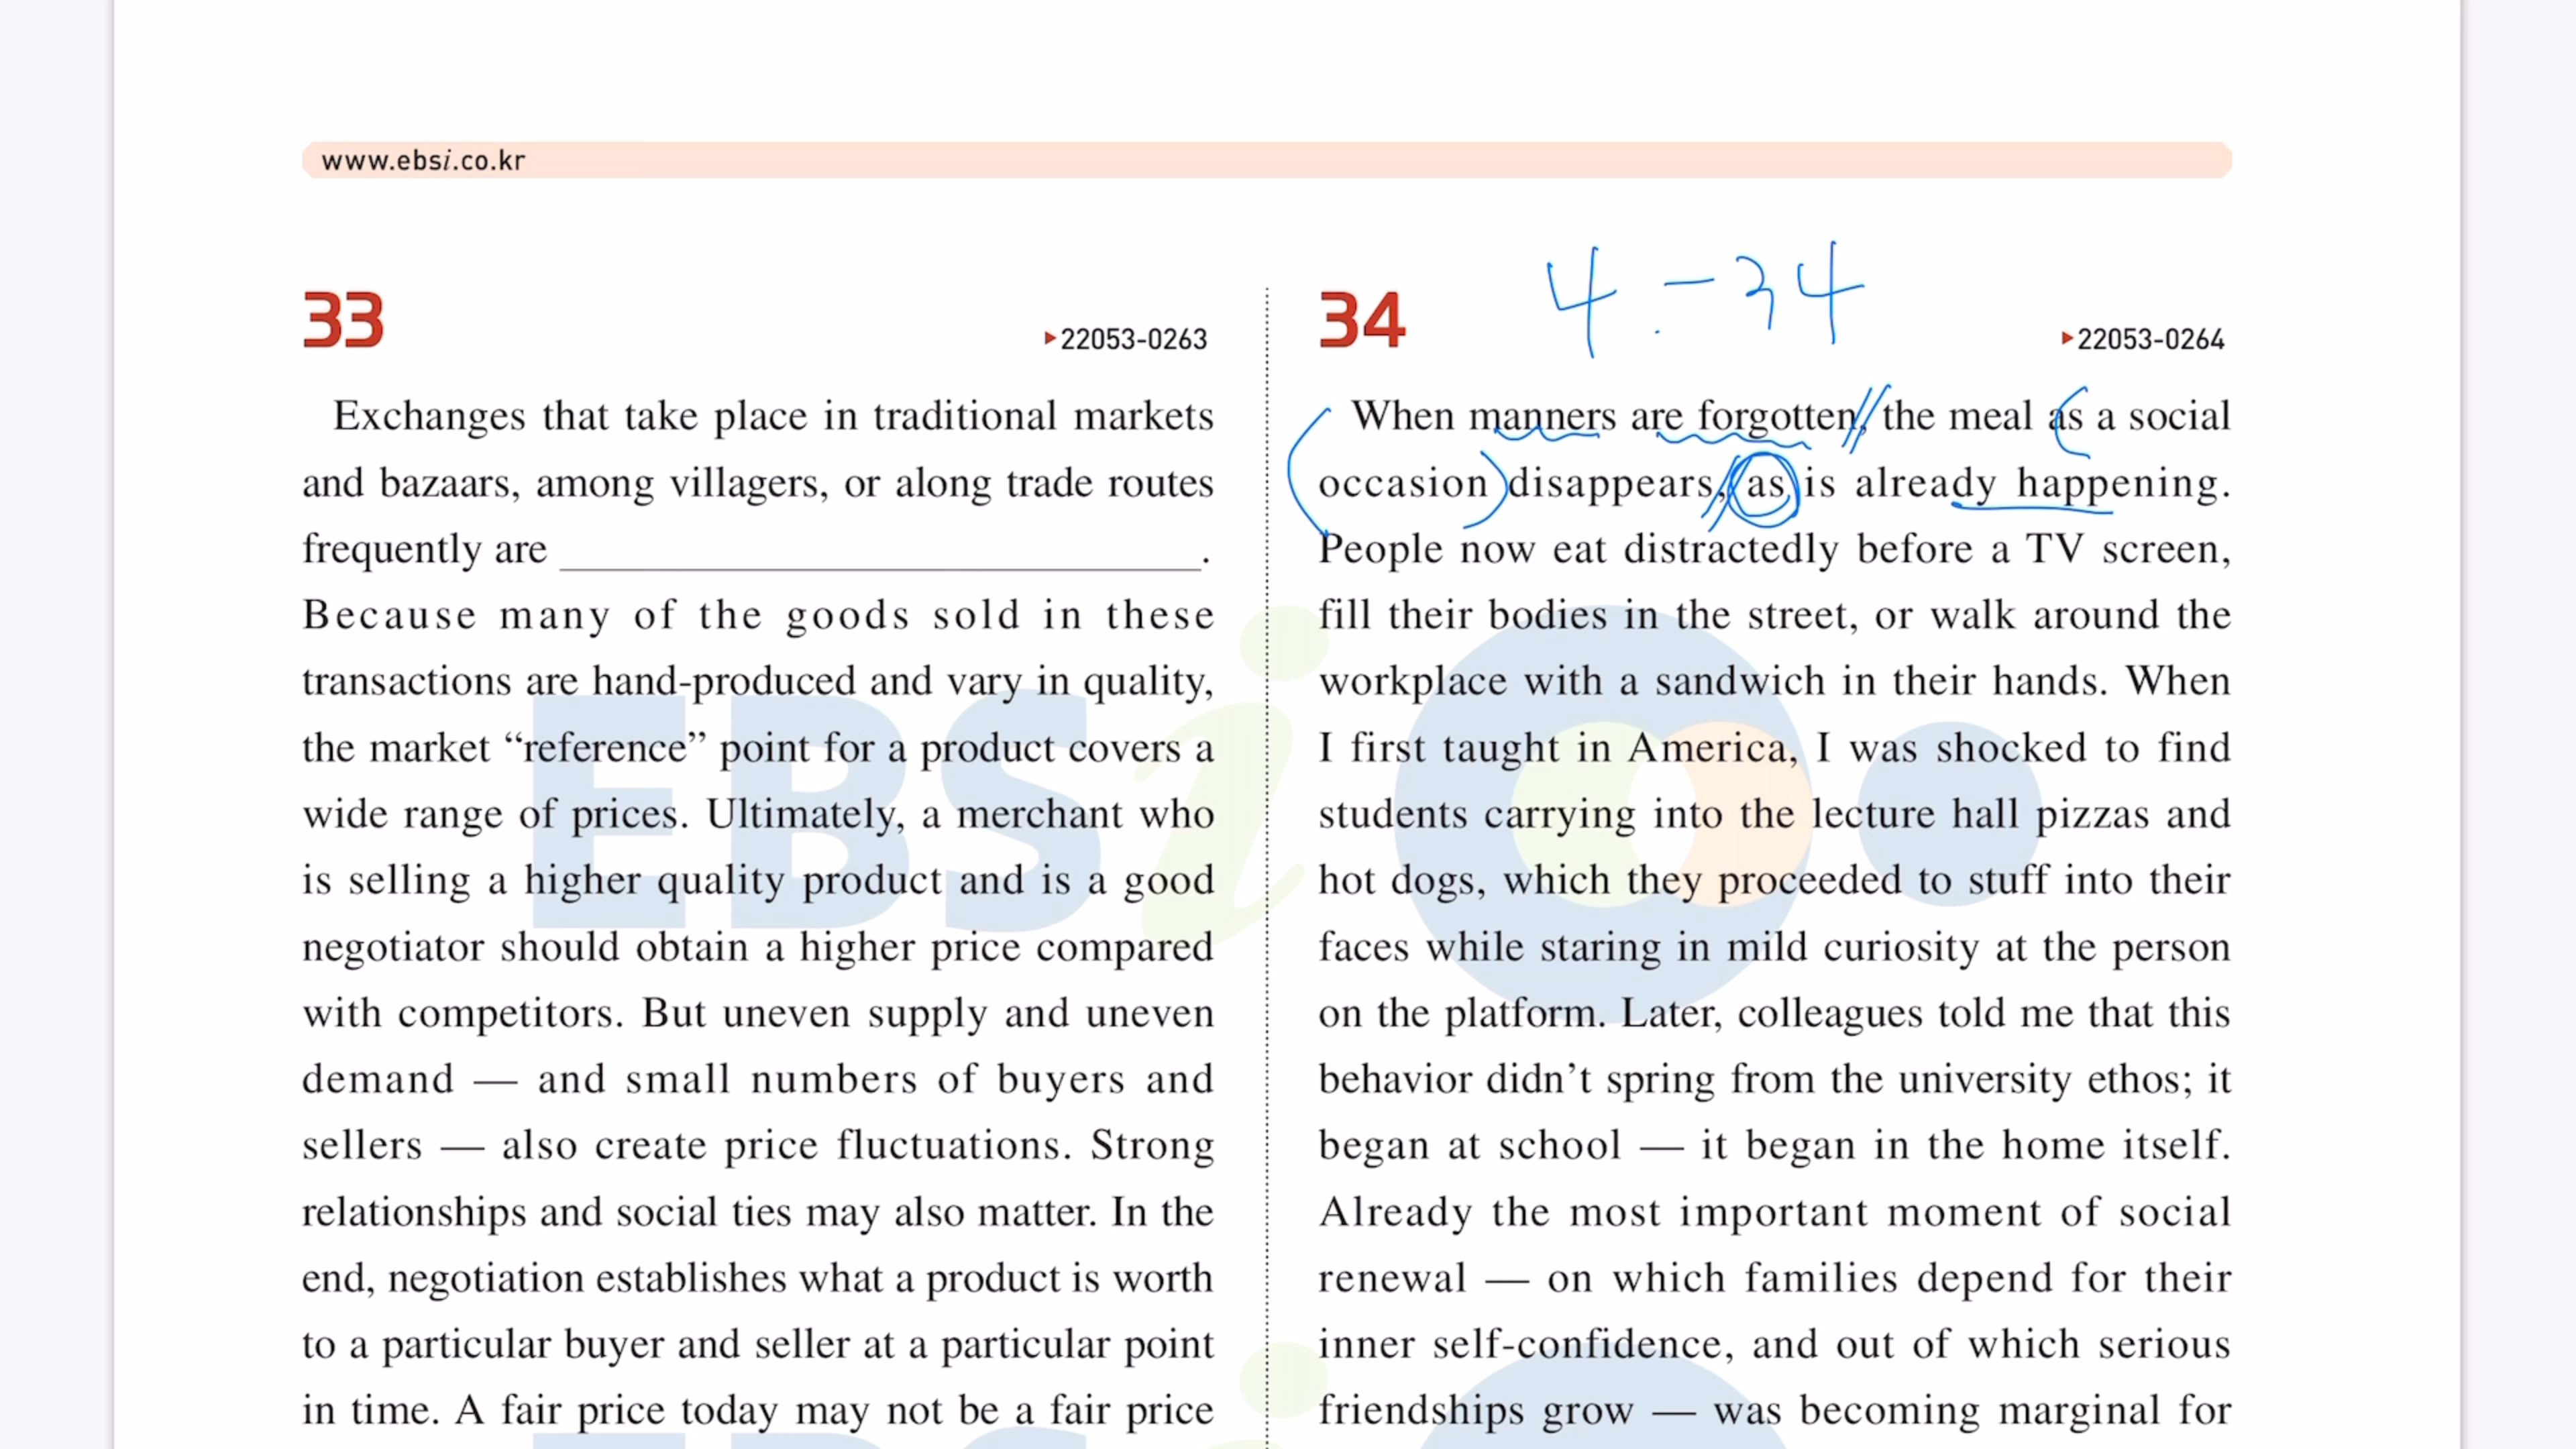 www.ebsi.co.kr
33
▶22053-0263
Exchanges that take place in traditional markets
and bazaars, among villagers, or along trade routes
frequently are ____________________.
Because many of the goods sold in these
transactions are hand-produced and vary in quality,
the market “reference” point for a product covers a
wide range of prices. Ultimately, a merchant who
is selling a higher quality product and is a good
negotiator should obtain a higher price compared
with competitors. But uneven supply and uneven
demand — and small numbers of buyers and
sellers — also create price fluctuations. Strong
relationships and social ties may also matter. In the
end, negotiation establishes what a product is worth
to a particular buyer and seller at a particular point
in time. A fair price today may not be a fair price
34
4-34
▶22053-0264
When manners are forgotten, the meal as a social
occasion disappears, as is already happening.
People now eat distractedly before a TV screen,
fill their bodies in the street, or walk around the
workplace with a sandwich in their hands. When
I first taught in America, I was shocked to find
students carrying into the lecture hall pizzas and
hot dogs, which they proceeded to stuff into their
faces while staring in mild curiosity at the person
on the platform. Later, colleagues told me that this
behavior didn’t spring from the university ethos; it
began at school — it began in the home itself.
Already the most important moment of social
renewal — on which families depend for their
inner self-confidence, and out of which serious
friendships grow — was becoming marginal for
EBSi